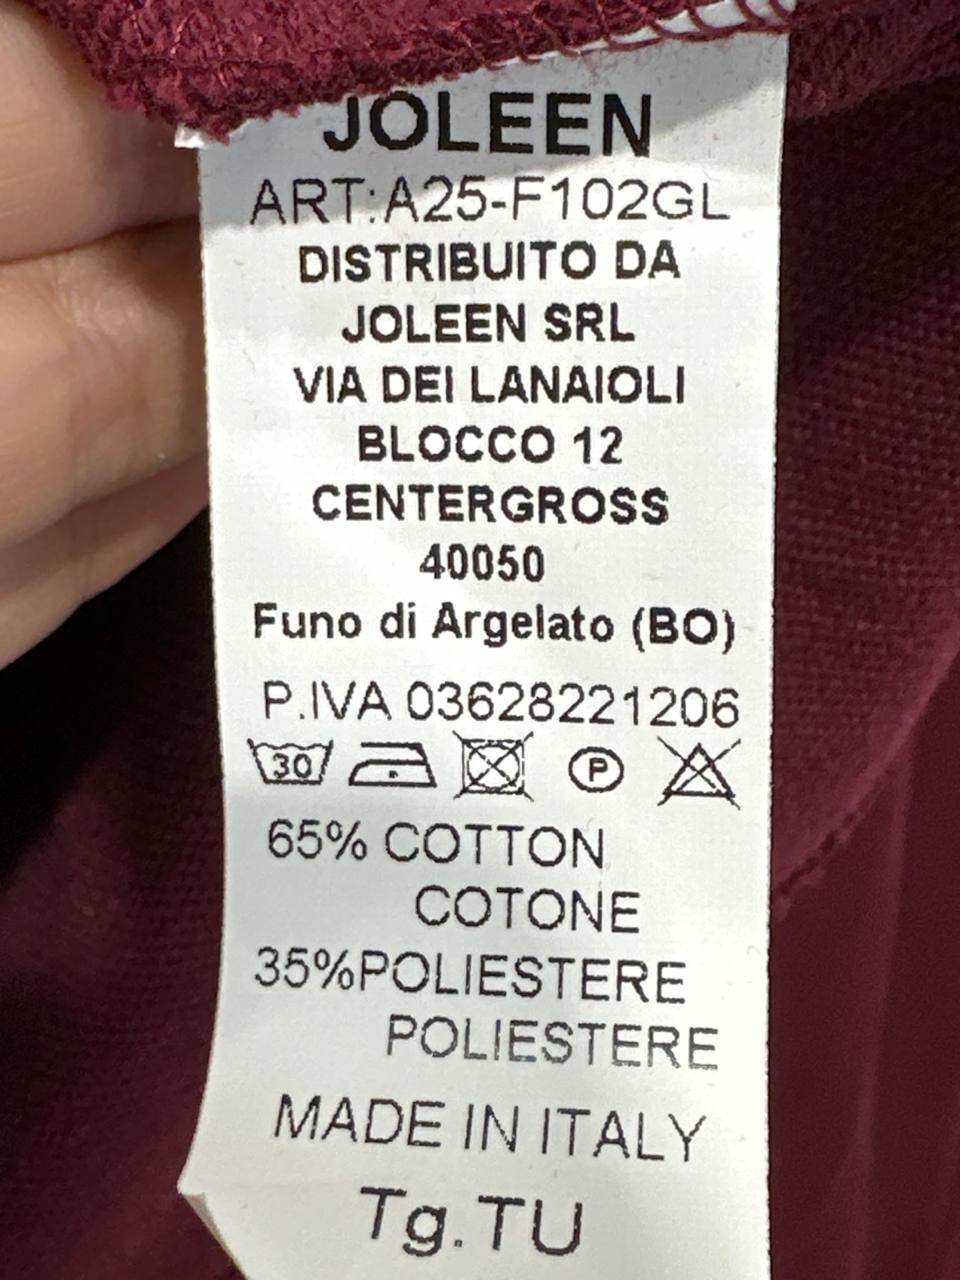 JOLEEN
ART:A25-F102GL
DISTRIBUITO DA
JOLEEN SRL
VIA DEI LANAIOLI
BLOCCO 12
CENTERGROSS
40050
Funo di Argelato (BO)
P.IVA 03628221206
30 P
65% COTTON
COTONE
35%POLIESTERE
POLIESTERE
MADE IN ITALY
Tg.TU